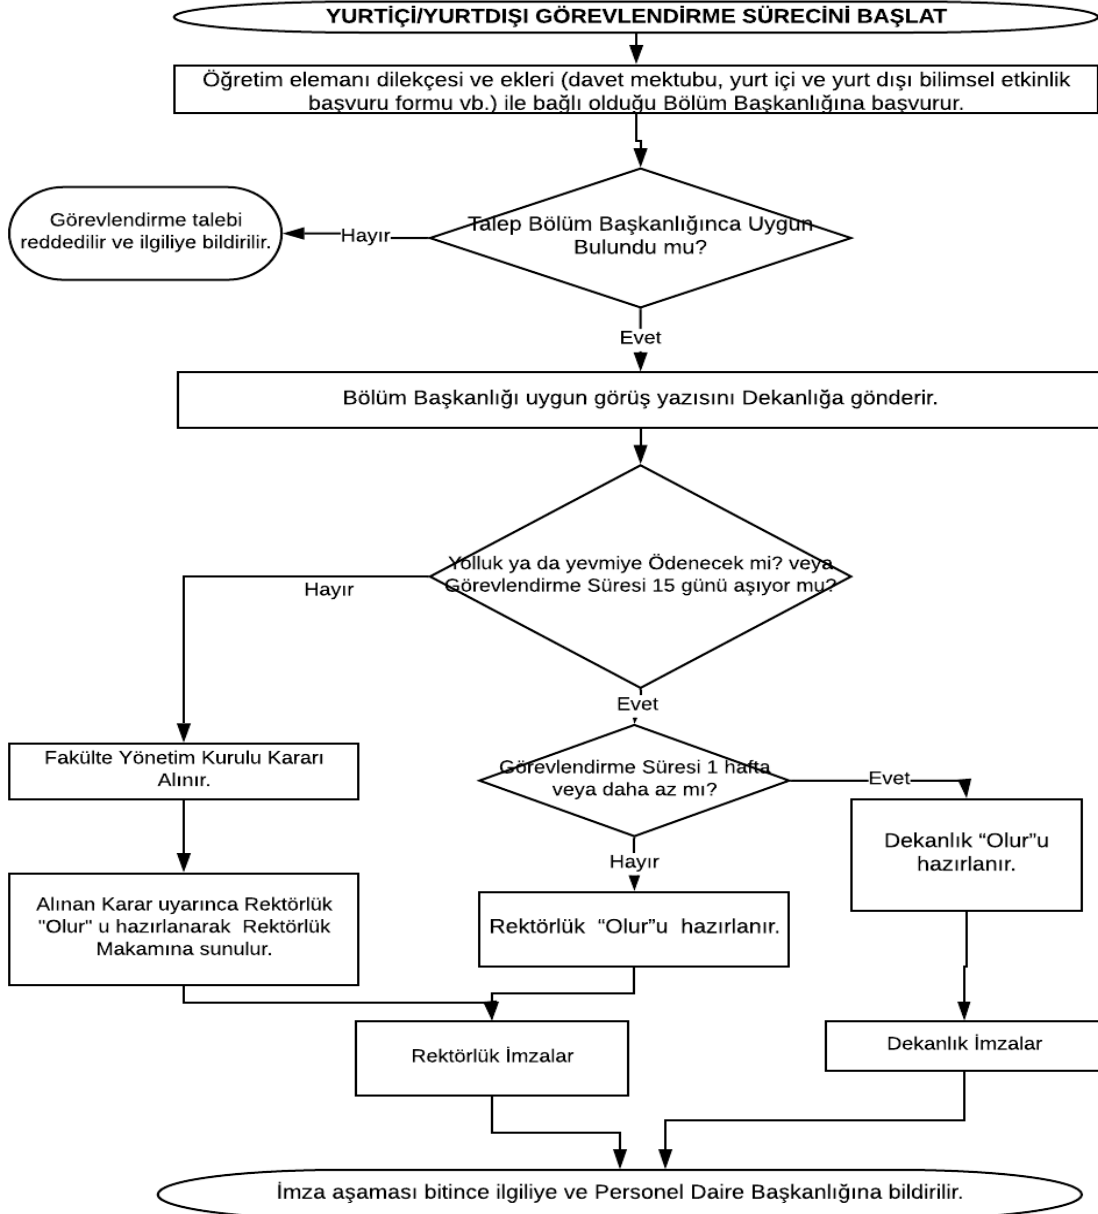 YURTİÇİ/YURTDIŞI GÖREVLENDİRME SÜRECİNİ BAŞLAT
Öğretim elemanı dilekçesi ve ekleri (davet mektubu, yurt içi ve yurt dışı bilimsel etkinlik
başvuru formu vb.) ile bağlı olduğu Bölüm Başkanlığına başvurur.
Talep Bölüm Başkanlığınca Uygun
Bulundu mu?
Hayır
Görevlendirme talebi
reddedilir ve ilgiliye bildirilir.
Evet
Bölüm Başkanlığı uygun görüş yazısını Dekanlığa gönderir.
Yolluk ya da yevmiye Ödenecek mi? veya
Görevlendirme Süresi 15 günü aşıyor mu?
Hayır
Evet
Fakülte Yönetim Kurulu Kararı
Alınır.
Görevlendirme Süresi 1 hafta
veya daha az mı?
Evet
Dekanlık “Olur”u
hazırlanır.
Hayır
Alınan Karar uyarınca Rektörlük
"Olur" u hazırlanarak Rektörlük
Makamına sunulur.
Rektörlük “Olur”u hazırlanır.
Rektörlük İmzalar
Dekanlık İmzalar
İmza aşaması bitince ilgiliye ve Personel Daire Başkanlığına bildirilir.